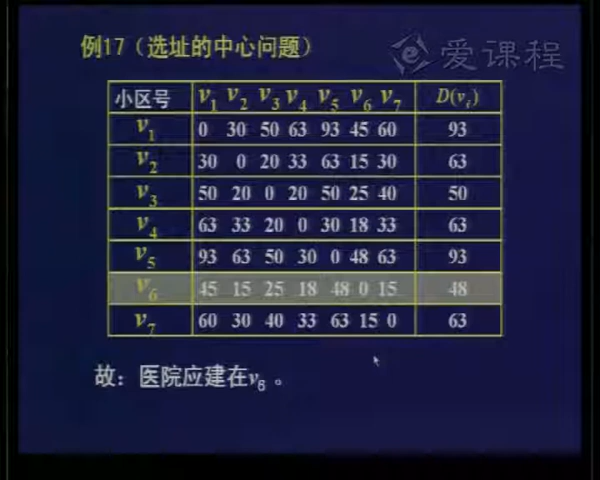 例17（选址的中心问题）
爱课程
小区号 v1 v2 v3 v4 v5 v6 v7 D(vi)
v1 0 30 50 63 93 45 60 93
v2 30 0 20 33 63 15 30 63
v3 50 20 0 20 50 25 40 50
v4 63 33 20 0 30 18 33 63
v5 93 63 50 30 0 48 63 93
v6 45 15 25 18 48 0 15 48
v7 60 30 40 33 63 15 0 63
故：医院应建在v6 。